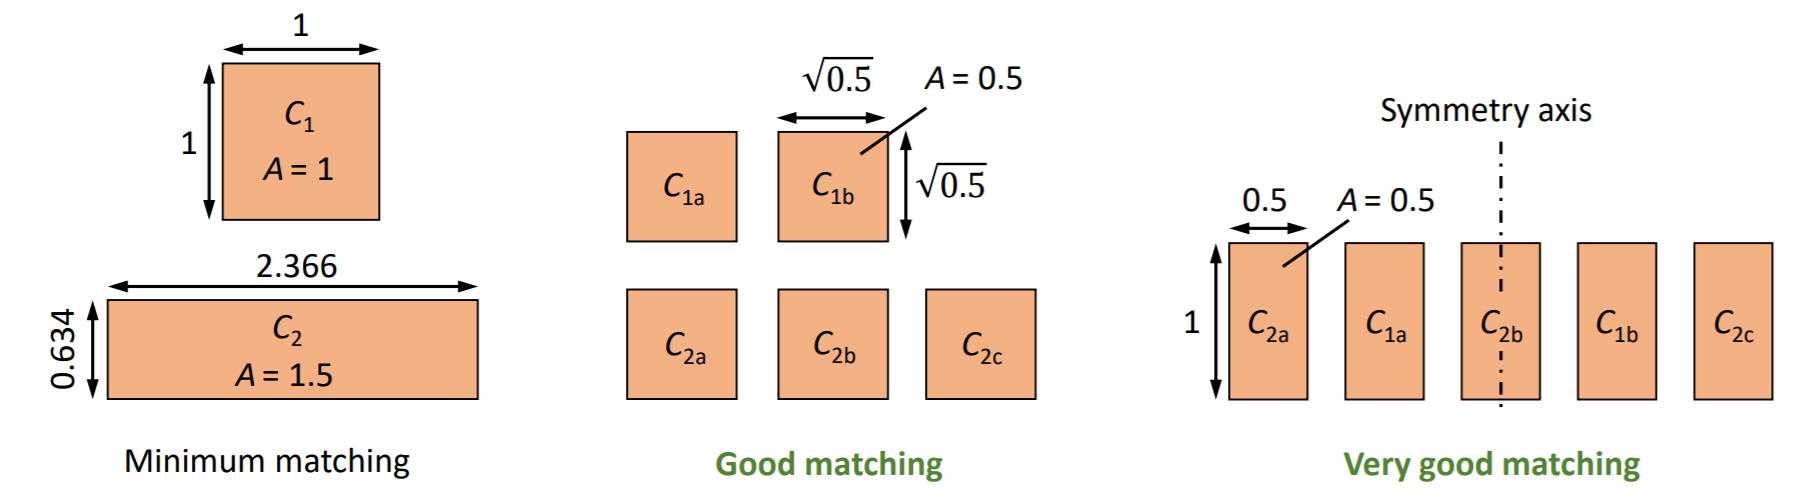 1
1
C₁
A = 1
2.366
0.634
C₂
A = 1.5
Minimum matching
√0.5
A = 0.5
√0.5
C₁ₐ
C₁b
C₂ₐ
C₂b
C₂c
Good matching
Symmetry axis
0.5
A = 0.5
1
C₂ₐ
C₁ₐ
C₂b
C₁b
C₂c
Very good matching